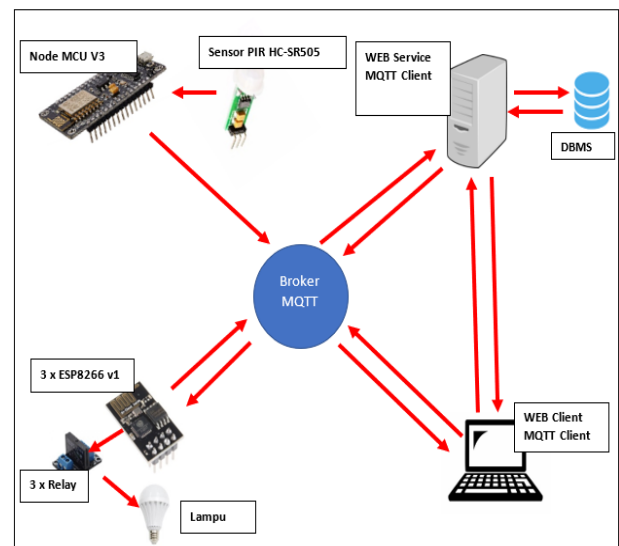 Node MCU V3
Sensor PIR HC-SR505
WEB Service
MQTT Client
DBMS
Broker
MQTT
3 x ESP8266 v1
3 x Relay
Lampu
WEB Client
MQTT Client